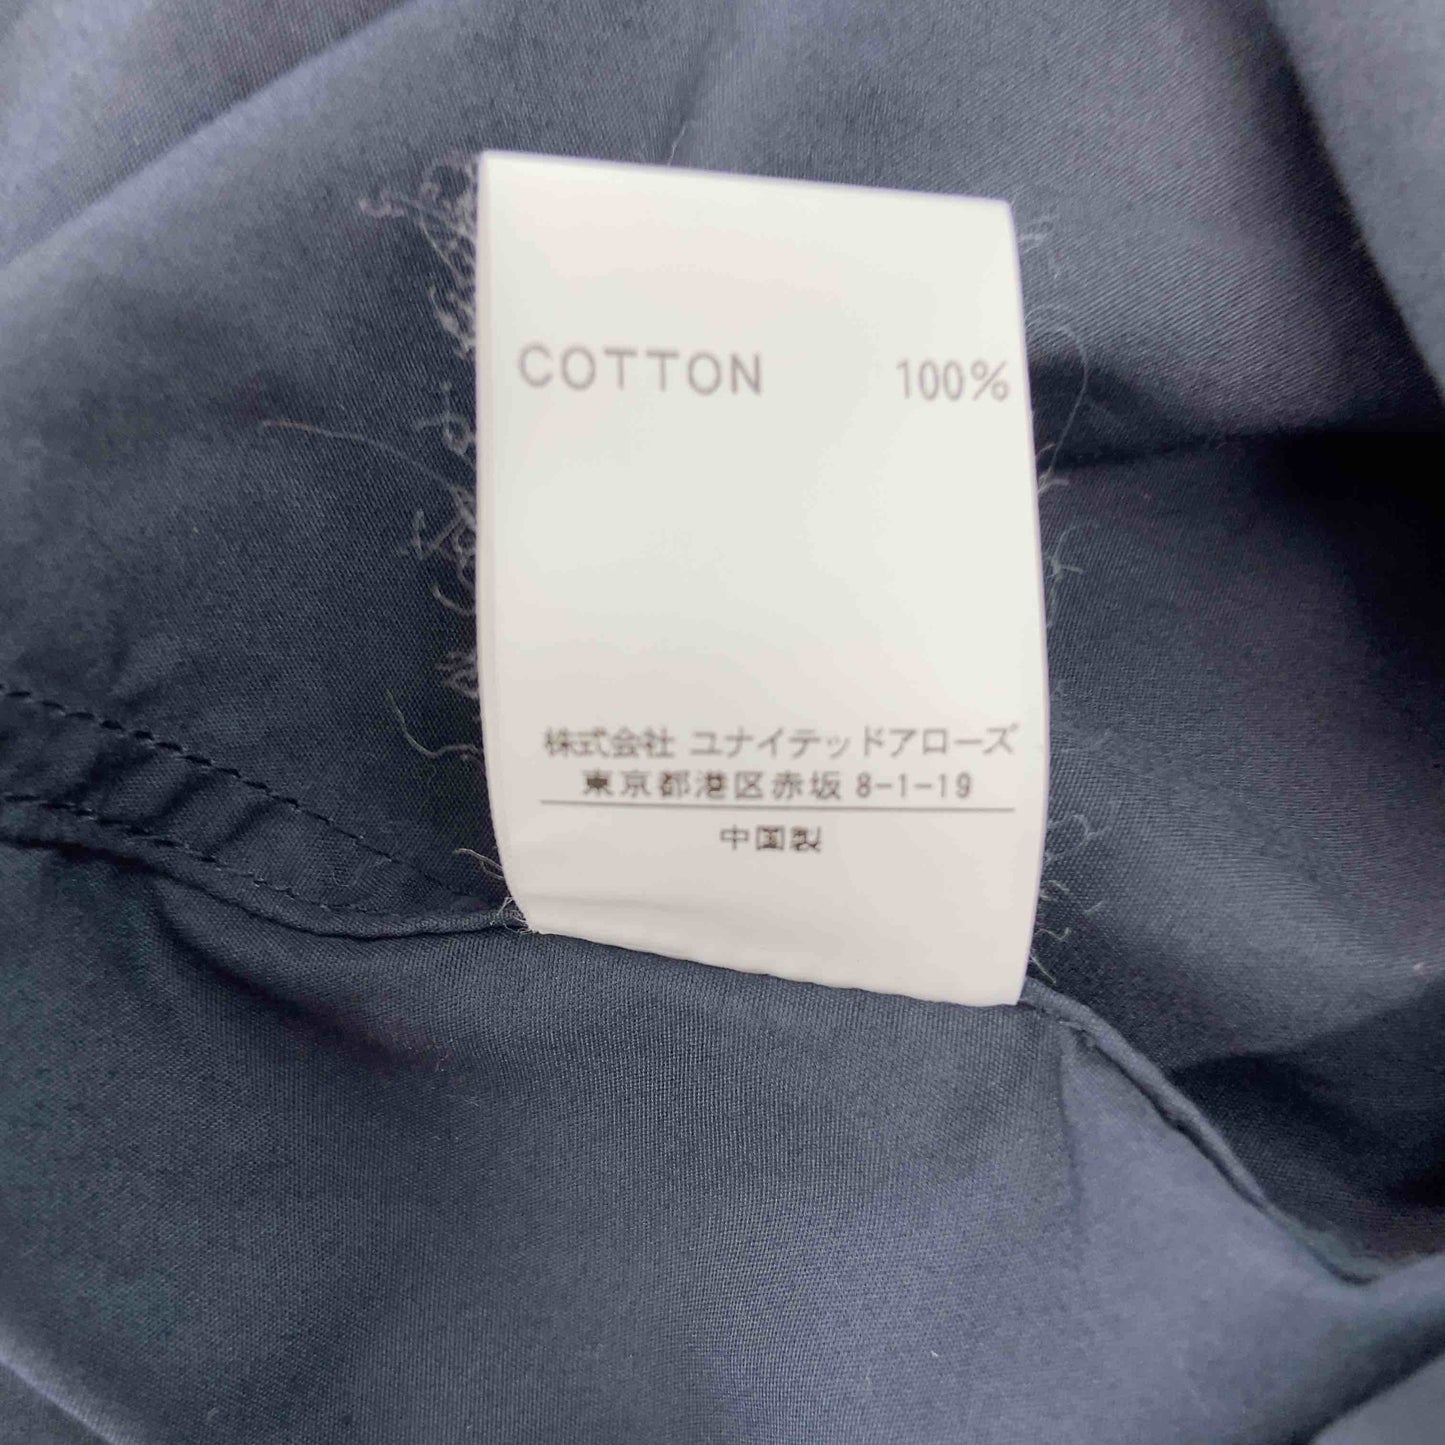 COTTON 100%
株式会社 ユナイテッドアローズ
東京都港区赤坂 8-1-19
中国製